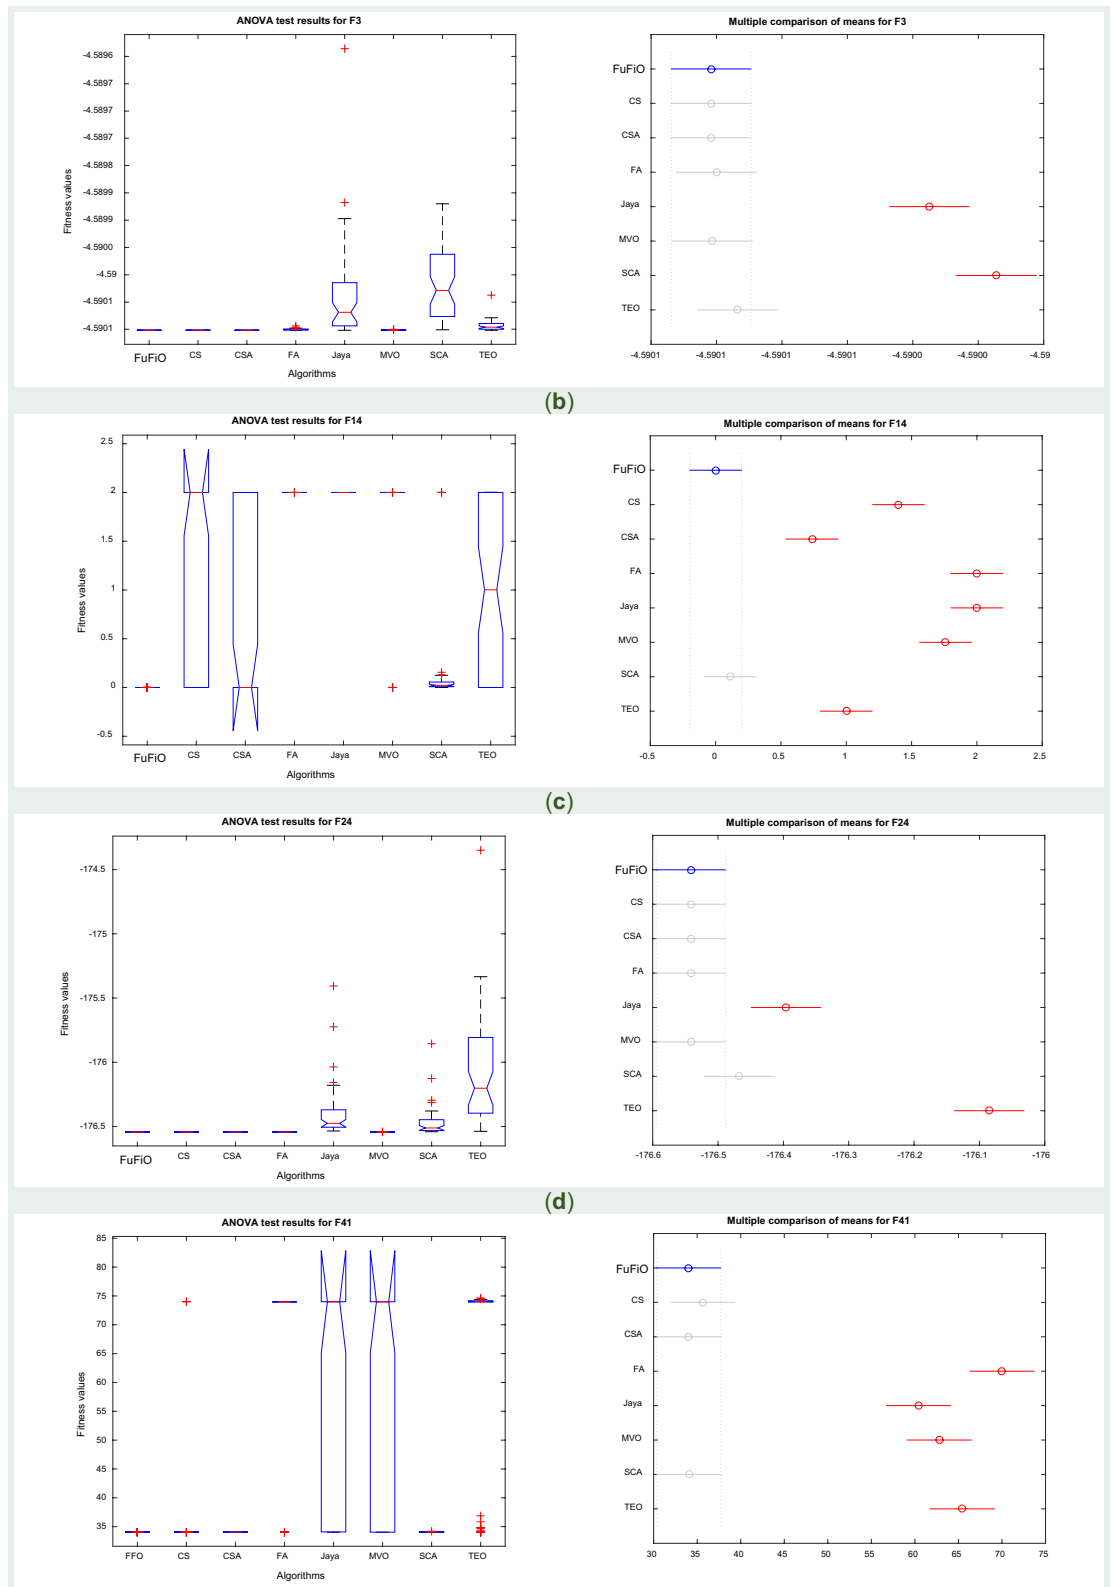 ANOVA test results for F3
Fitness values
-4.5896
-4.5897
-4.5897
-4.5897
-4.5898
-4.5899
-4.5899
-4.5900
-4.59
-4.5901
-4.5901
FuFiO CS CSA FA Jaya MVO SCA TEO
Algorithms
Multiple comparison of means for F3
FuFiO
CS
CSA
FA
Jaya
MVO
SCA
TEO
-4.5901 -4.5901 -4.5901 -4.5901 -4.5900 -4.5900 -4.59
(b)
ANOVA test results for F14
Fitness values
2.5
2
1.5
1
0.5
0
-0.5
FuFiO CS CSA FA Jaya MVO SCA TEO
Algorithms
Multiple comparison of means for F14
FuFiO
CS
CSA
FA
Jaya
MVO
SCA
TEO
-0.5 0 0.5 1 1.5 2 2.5
(c)
ANOVA test results for F24
Fitness values
-174.5
-175
-175.5
-176
-176.5
FuFiO CS CSA FA Jaya MVO SCA TEO
Algorithms
Multiple comparison of means for F24
FuFiO
CS
CSA
FA
Jaya
MVO
SCA
TEO
-176.6 -176.5 -176.4 -176.3 -176.2 -176.1 -176
(d)
ANOVA test results for F41
Fitness values
85
80
75
70
65
60
55
50
45
40
35
FFO CS CSA FA Jaya MVO SCA TEO
Algorithms
Multiple comparison of means for F41
FuFiO
CS
CSA
FA
Jaya
MVO
SCA
TEO
30 35 40 45 50 55 60 65 70 75